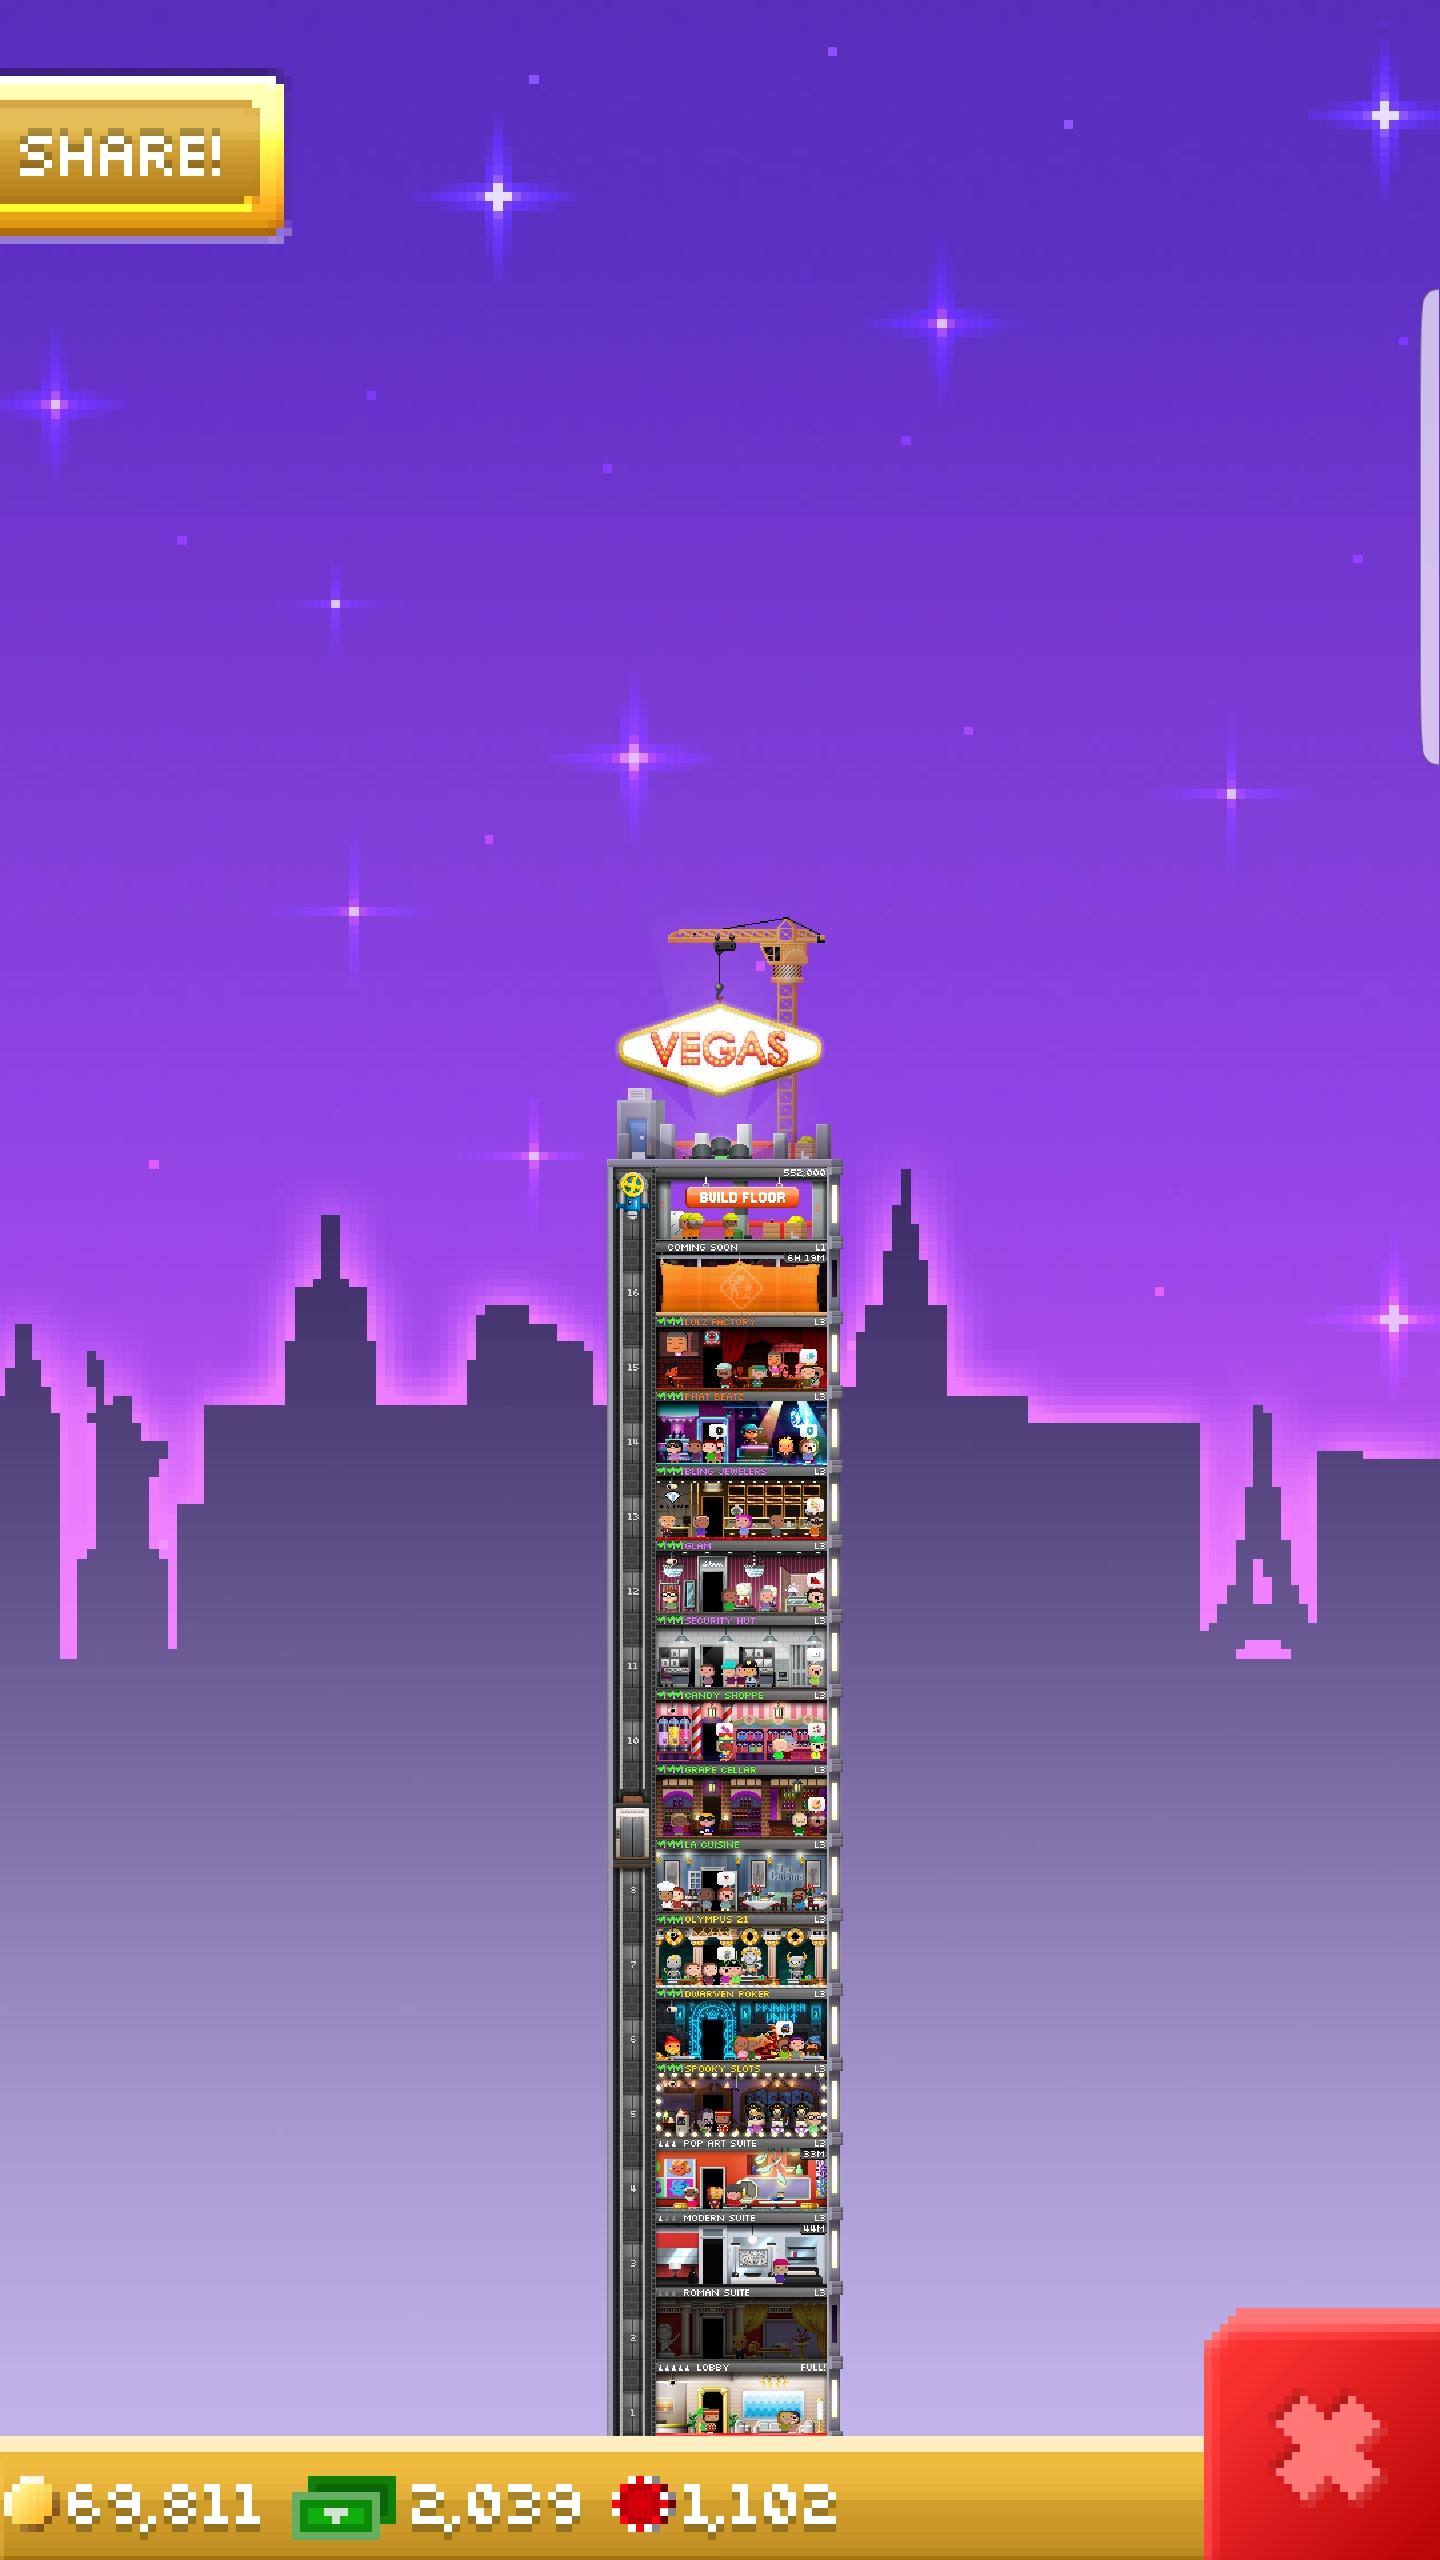 SHARE!
VEGAS
552,000
BUILD FLOOR
COMING SOON L1
6H 19M
16
LULZ FACTORY L3
15
PHAT BEATZ L3
14
BLING JEWELERS L3
13
GLAM L3
12
SECURITY HUT L3
11
CANDY SHOPPE L3
10
GRAPE CELLAR L3
LA CUISINE L3
8
OLYMPUS 21 L3
7
DWARVEN POKER L3
6
SPOOKY SLOTS L3
5
POP ART SUITE L3
33M
4
MODERN SUITE L3
44M
3
ROMAN SUITE L3
2
LOBBY FULL!
1
69,811 2,039 1,102